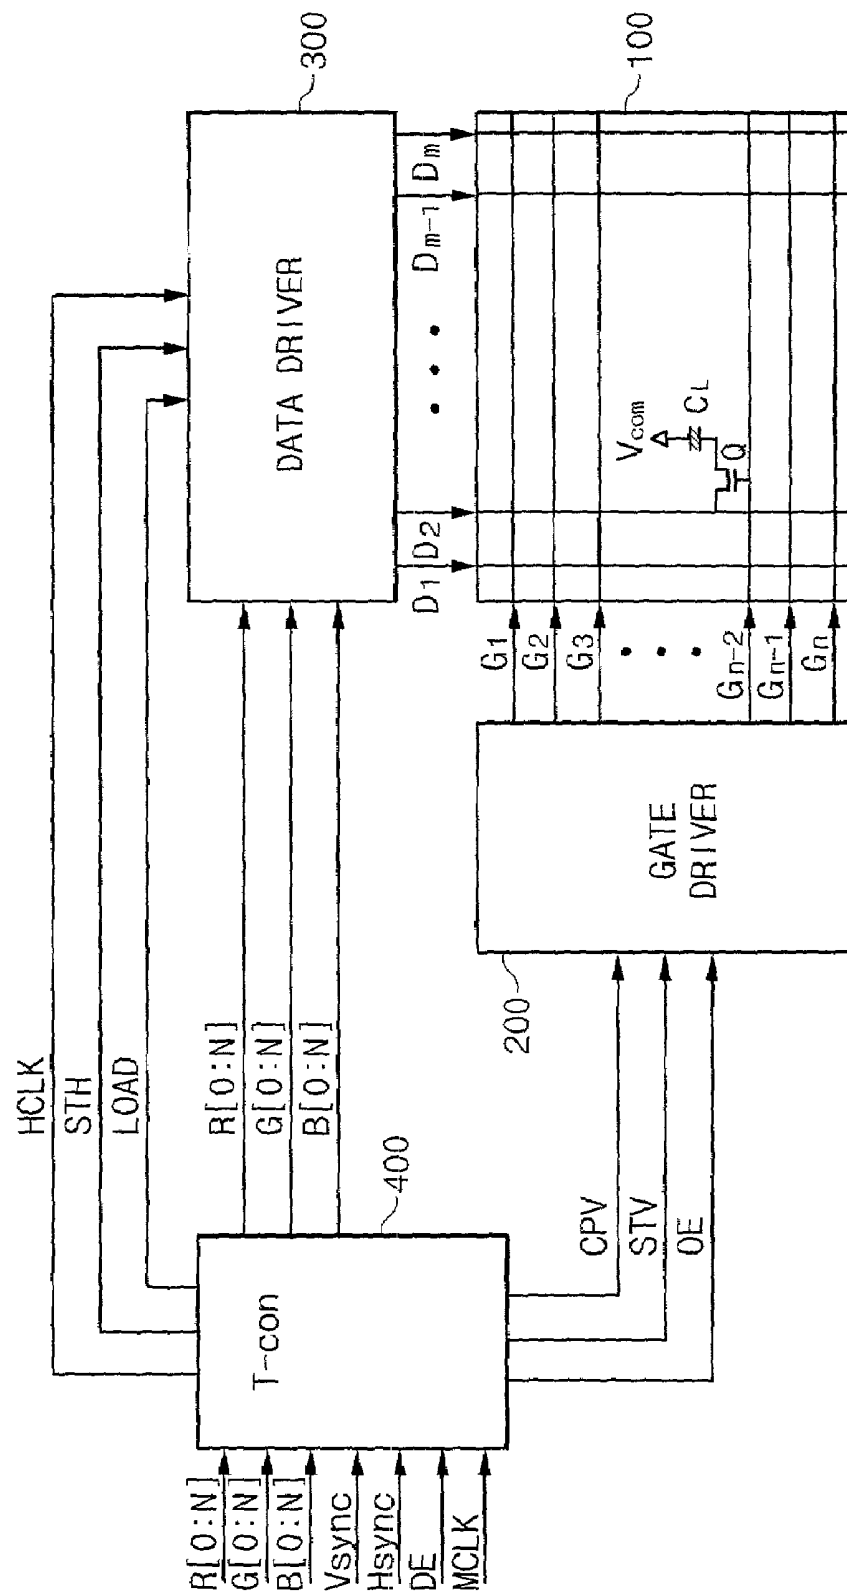 HCLK
STH
LOAD
R[0:N]
G[0:N]
B[0:N]
Vsync
Hsync
DE
MCLK
T-con
400
R[0:N]
G[0:N]
B[0:N]
CPV
STV
OE
DATA DRIVER
300
GATE
DRIVER
200
D1
D2
Dm-1
Dm
G1
G2
G3
Gn-2
Gn-1
Gn
Vcom
CL
Q
100